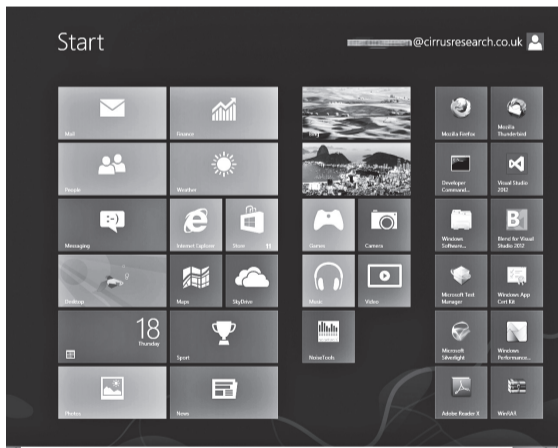 Start
@cirrusresearch.co.uk
Mail
Finance
Bing
Mozilla Firefox
Mozilla
Thunderbird
People
Weather
Developer
Command...
Visual Studio
2012
Messaging
Internet Explorer
Store
11
Games
Camera
Windows
Software...
Blend for Visual
Studio 2012
Desktop
Maps
SkyDrive
Music
Video
Microsoft Test
Manager
Windows App
Cert Kit
18
Thursday
Sport
NoiseTools
Microsoft
Silverlight
Windows
Performance...
Photos
News
Adobe Reader X
WinRAR